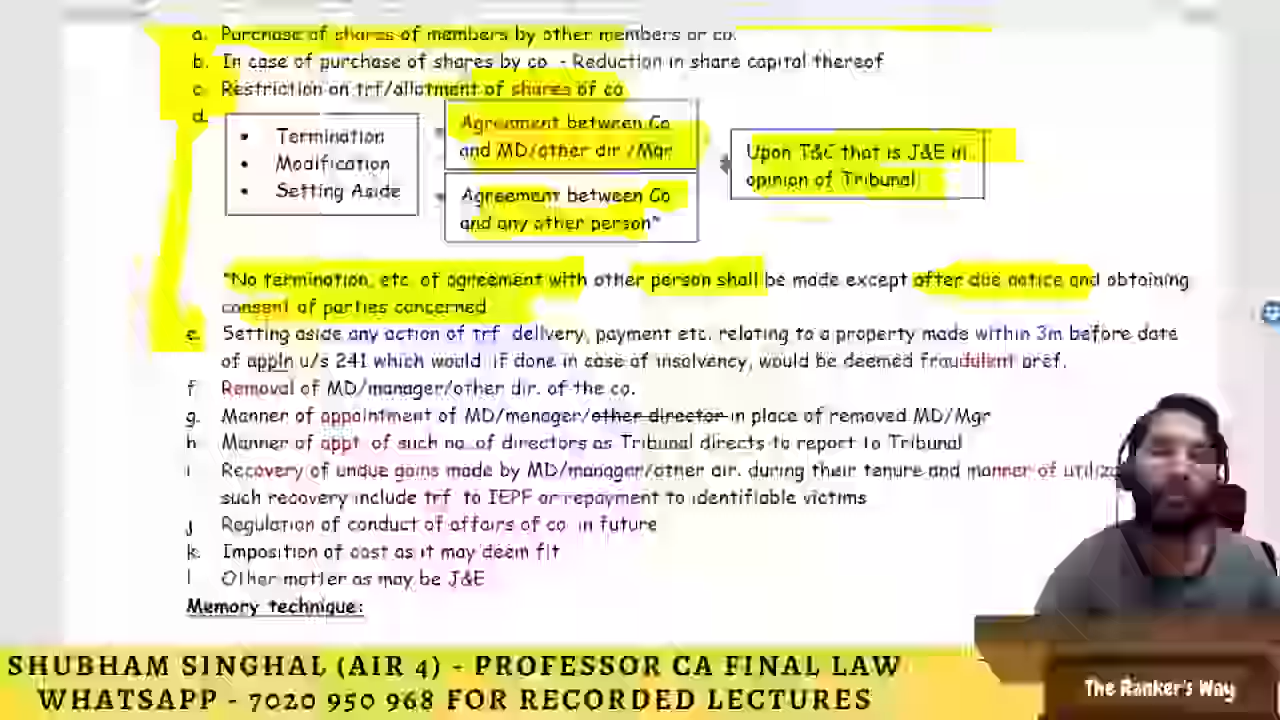 a. Purchase of shares of members by other members or co.
b. In case of purchase of shares by co - Reduction in share capital thereof
c. Restriction on trf/allotment of shares of co
d.
• Termination
• Modification
• Setting Aside
Agreement between Co
and MD/other dir /Mgr
Agreement between Co
and any other person*
Upon T&C that is J&E in
opinion of Tribunal
*No termination, etc. of agreement with other person shall be made except after due notice and obtaining
consent of parties concerned
e. Setting aside any action of trf delivery, payment etc. relating to a property made within 3m before date
of appln u/s 241 which would if done in case of insolvency, would be deemed fraudulent pref.
f Removal of MD/manager/other dir. of the co.
g. Manner of appointment of MD/manager/other director in place of removed MD/Mgr
h Manner of appt of such no. of directors as Tribunal directs to report to Tribunal
i Recovery of undue gains made by MD/manager/other dir. during their tenure and manner of
such recovery include trf to IEPF or repayment to identifiable victims
j Regulation of conduct of affairs of co in future
k. Imposition of cost as it may deem fit
l Other matter as may be J&E
Memory technique:
SHUBHAM SINGHAL (AIR 4) - PROFESSOR CA FINAL LAW
WHATSAPP - 7020 950 968 FOR RECORDED LECTURES
The Ranker's Way